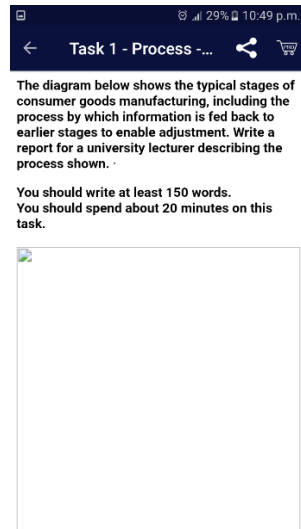 29% 10:49 p.m.
Task 1 - Process -...
PRO
The diagram below shows the typical stages of
consumer goods manufacturing, including the
process by which information is fed back to
earlier stages to enable adjustment. Write a
report for a university lecturer describing the
process shown. ·
You should write at least 150 words.
You should spend about 20 minutes on this
task.